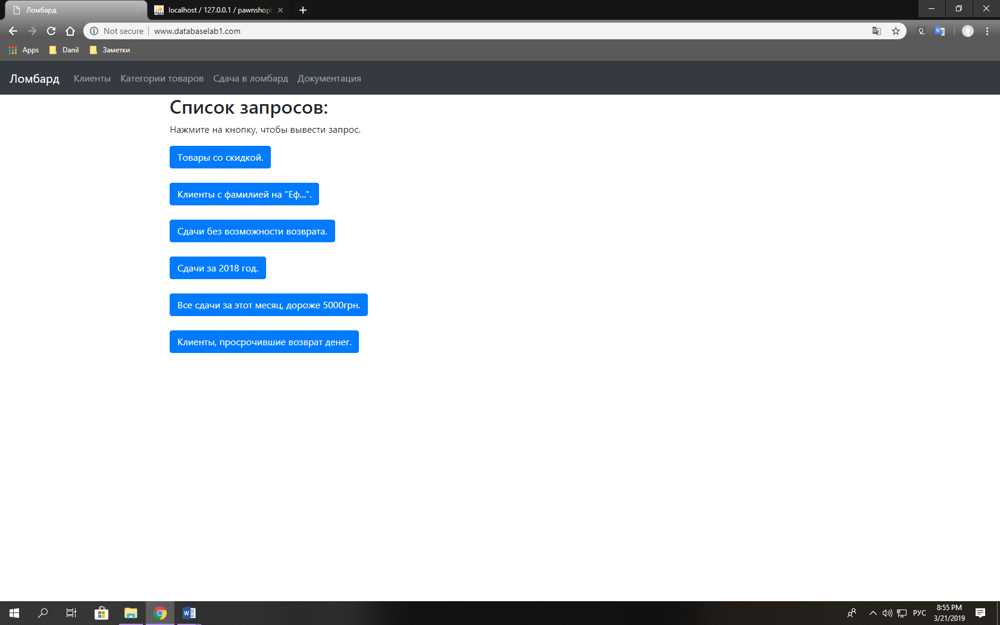 Ломбард
localhost / 127.0.0.1 / pawnshop
Not secure
www.databaselab1.com
Apps
Danil
Заметки
Ломбард
Клиенты
Категории товаров
Сдача в ломбард
Документация
Список запросов:
Нажмите на кнопку, чтобы вывести запрос.
Товары со скидкой.
Клиенты с фамилией на "Еф...".
Сдачи без возможности возврата.
Сдачи за 2018 год.
Все сдачи за этот месяц, дороже 5000грн.
Клиенты, просрочившие возврат денег.
РУС
8:55 PM
3/21/2019